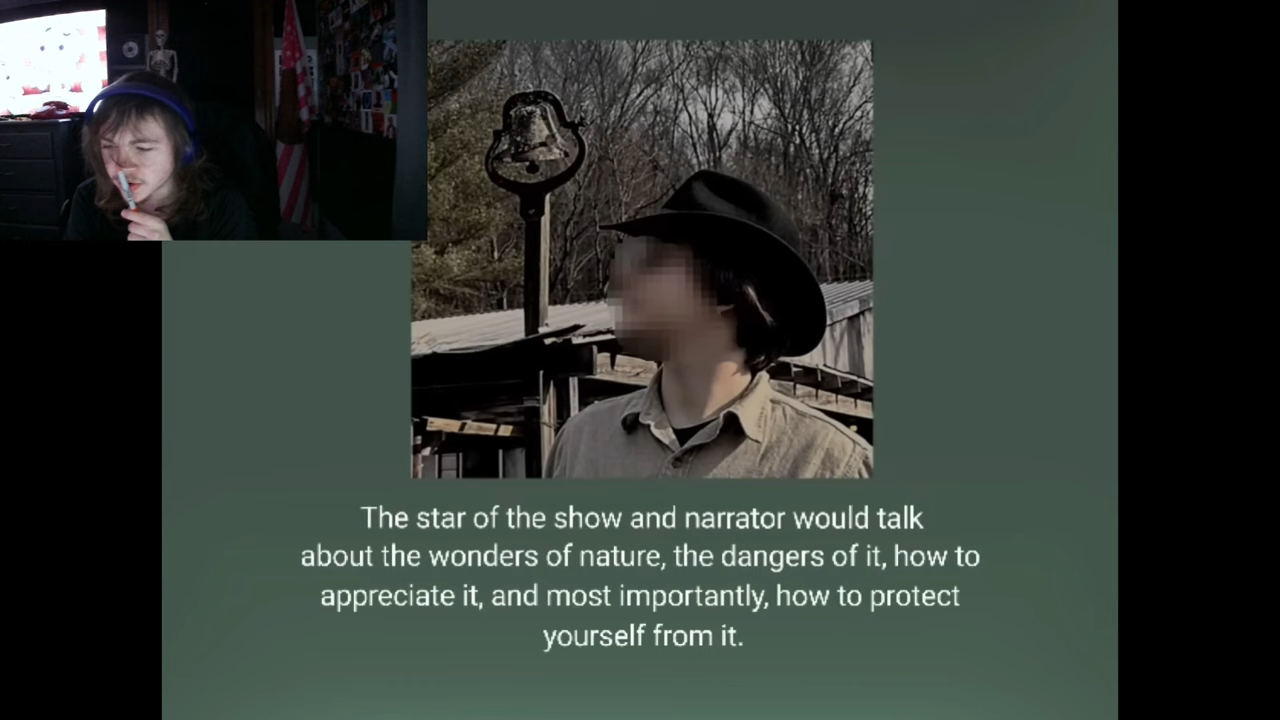 The star of the show and narrator would talk
about the wonders of nature, the dangers of it, how to
appreciate it, and most importantly, how to protect
yourself from it.